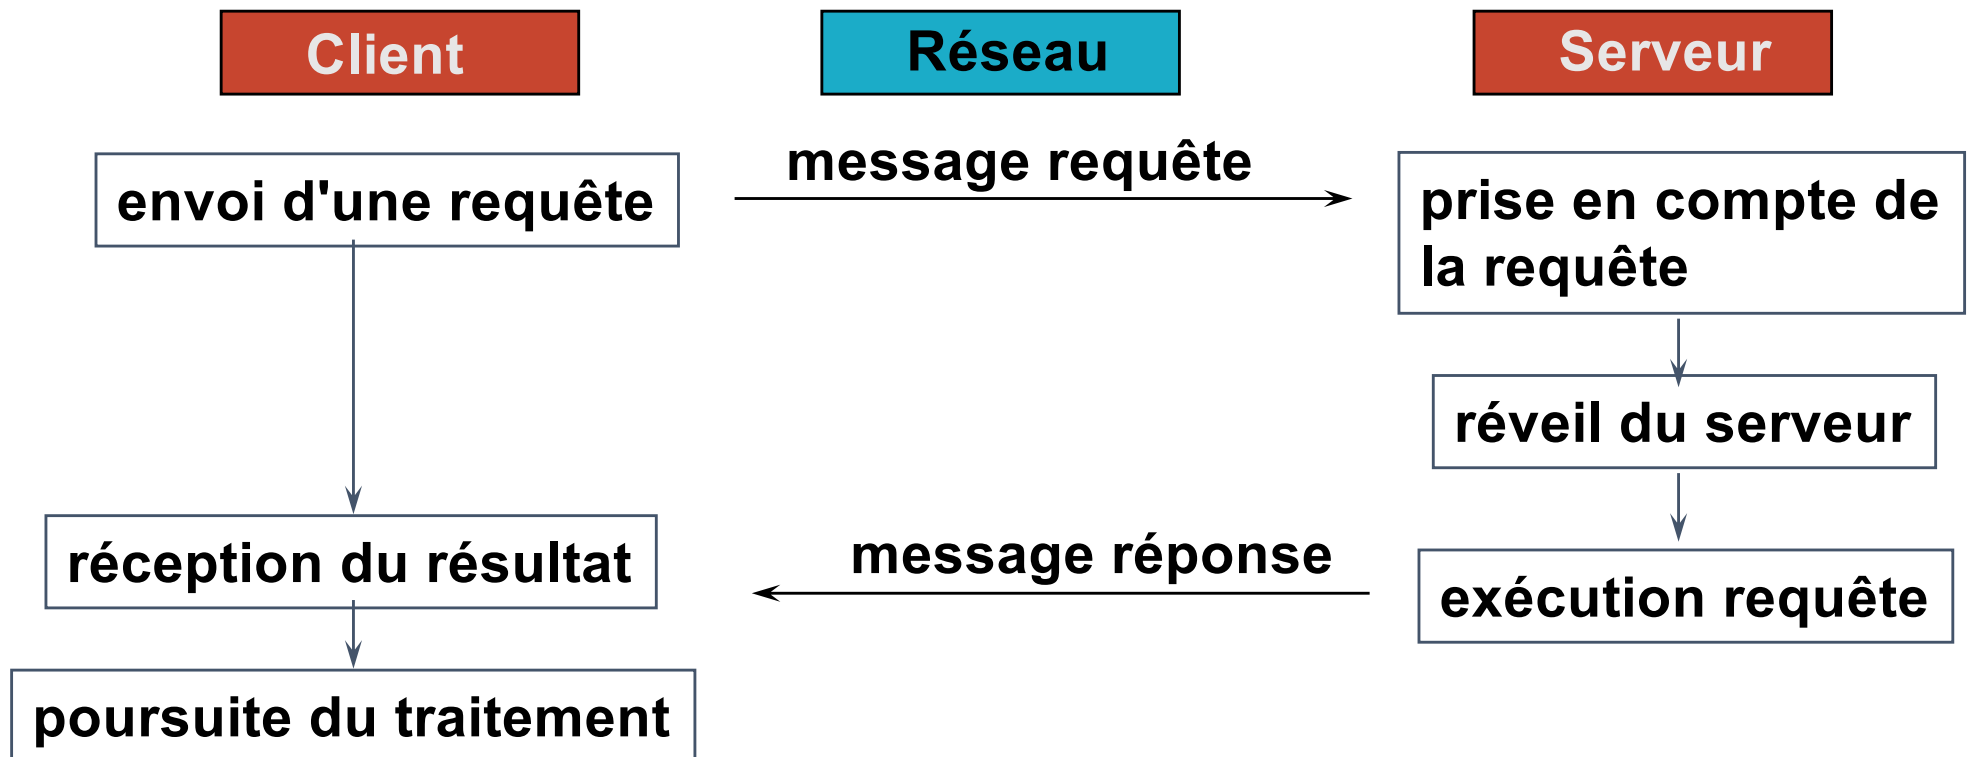 Client
Réseau
Serveur
envoi d'une requête
message requête
prise en compte de
la requête
réveil du serveur
réception du résultat
message réponse
exécution requête
poursuite du traitement